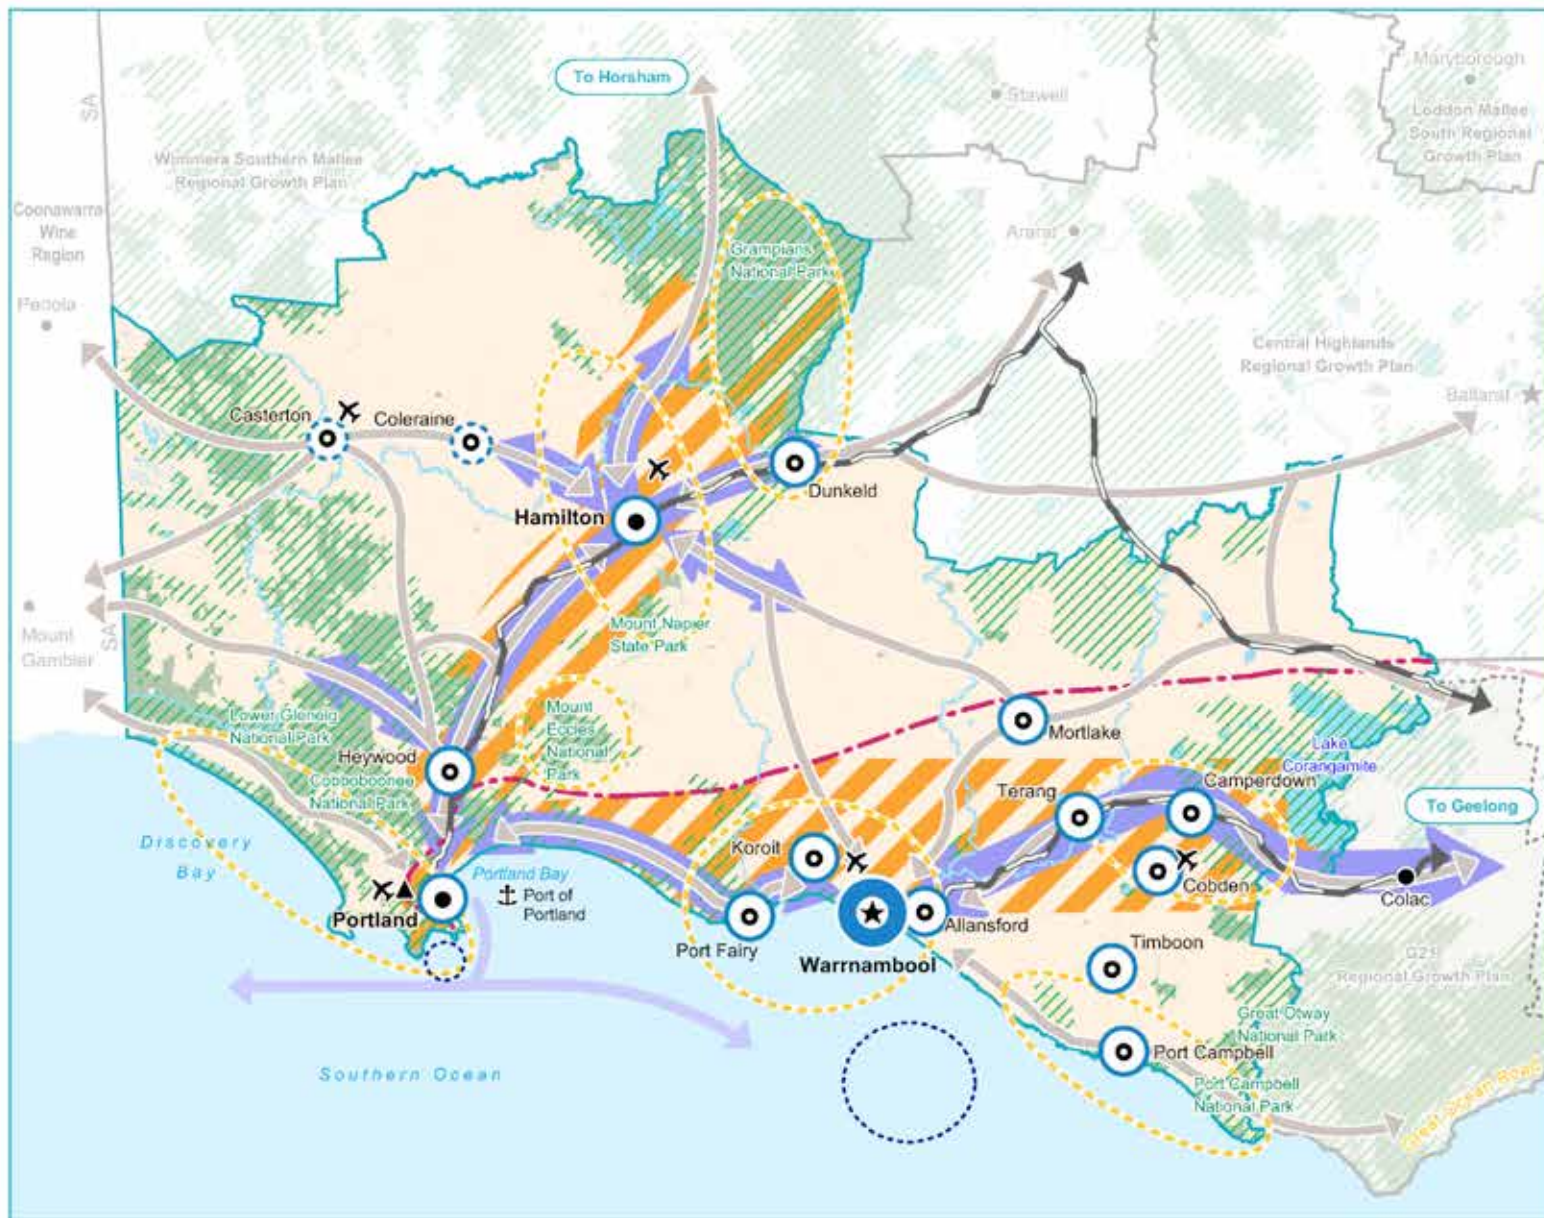 To Horsham
Stawell
Maryborough
Loddon Mallee
South Regional
Growth Plan
SA
Wimmera Southern Mallee
Regional Growth Plan
Coonawarra
Wine
Region
Penola
Grampians
National Park
Ararat
Central Highlands
Regional Growth Plan
Ballarat
Casterton
Coleraine
Dunkeld
Hamilton
Mount Napier
State Park
Mount
Gambier
SA
Lower Glenelg
National Park
Mount
Eccles
National
Park
Mortlake
Lake
Corangamite
Heywood
Cobboboonee
National Park
Terang
Camperdown
To Geelong
Discovery
Bay
Koroit
Portland Bay
Port of
Portland
Cobden
Colac
Portland
Port Fairy
Allansford
Warrnambool
Timboon
G21
Regional Growth Plan
Great Otway
National Park
Port Campbell
Southern Ocean
Port Campbell
National Park
Great Ocean Road